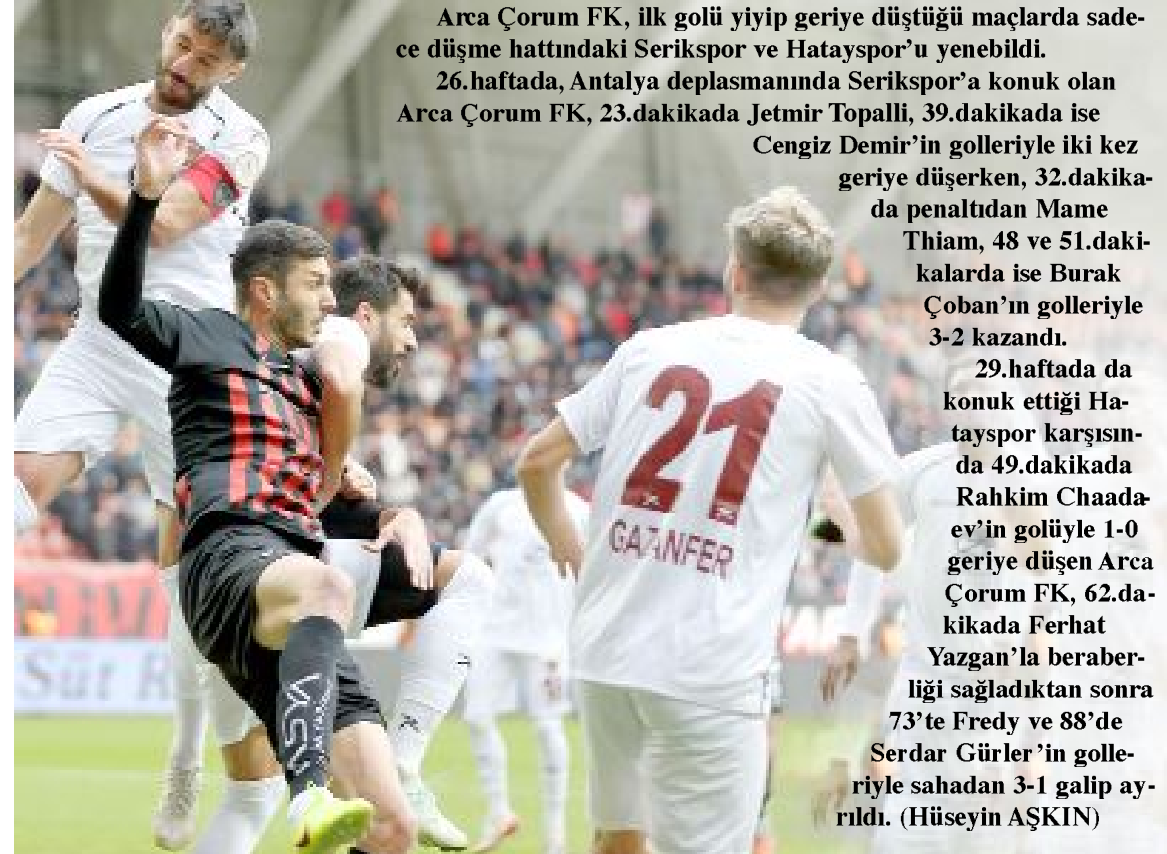 Arca Çorum FK, ilk golü yiyip geriye düştüğü maçlarda sade-
ce düşme hattındaki Serikspor ve Hatayspor’u yenebildi.
26.haftada, Antalya deplasmanında Serikspor’a konuk olan
Arca Çorum FK, 23.dakikada Jetmir Topalli, 39.dakikada ise
Cengiz Demir’in golleriyle iki kez
geriye düşerken, 32.dakika-
da penaltıdan Mame
Thiam, 48 ve 51.daki-
kalarda ise Burak
Çoban’ın golleriyle
3-2 kazandı.
29.haftada da
konuk ettiği Ha-
tayspor karşısın-
da 49.dakikada
Rahkim Chaada-
ev’in golüyle 1-0
geriye düşen Arca
Çorum FK, 62.da-
kikada Ferhat
Yazgan’la beraber-
liği sağladıktan sonra
73’te Fredy ve 88’de
Serdar Gürler’in golle-
riyle sahadan 3-1 galip ay-
rıldı. (Hüseyin AŞKIN)
21
GAZANFER
Süt